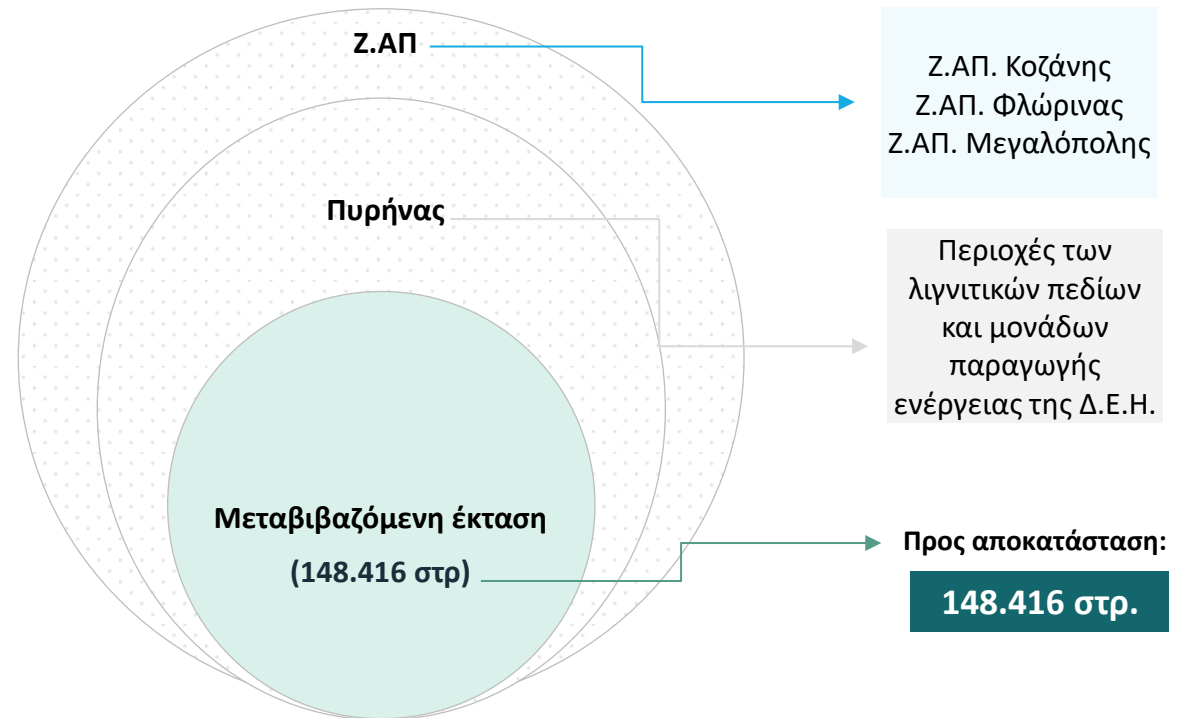 Ζ.ΑΠ
Ζ.ΑΠ. Κοζάνης
Ζ.ΑΠ. Φλώρινας
Ζ.ΑΠ. Μεγαλόπολης
Πυρήνας
Περιοχές των
λιγνιτικών πεδίων
και μονάδων
παραγωγής
ενέργειας της Δ.Ε.Η.
Μεταβιβαζόμενη έκταση
(148.416 στρ)
Προς αποκατάσταση:
148.416 στρ.